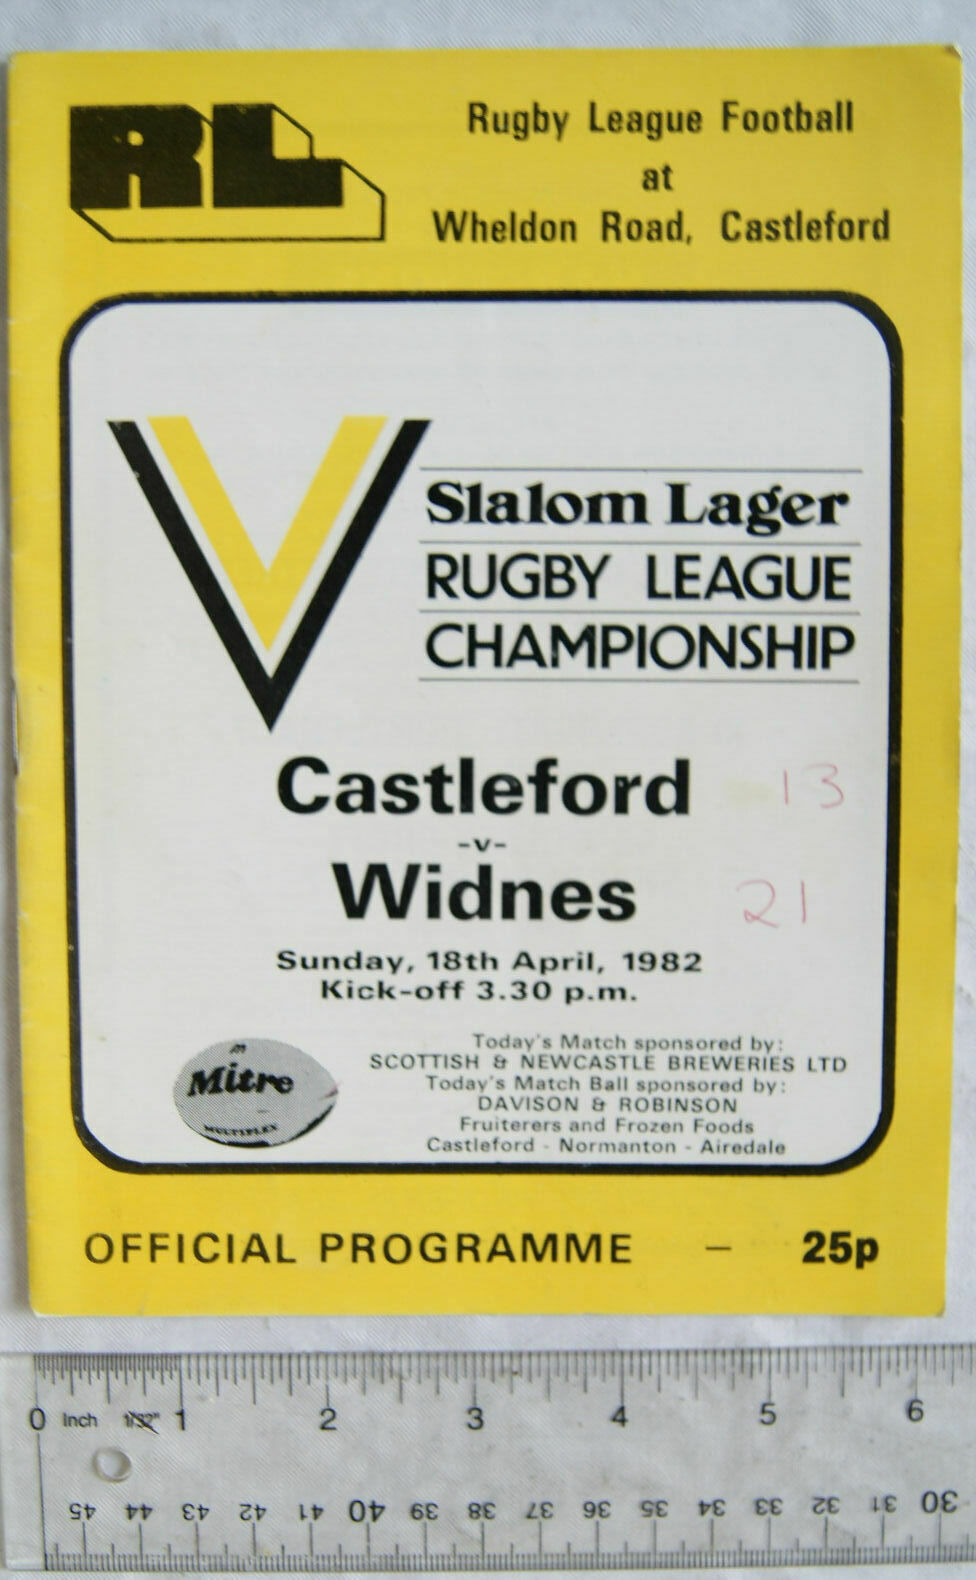 RL
Rugby League Football
at
Wheldon Road, Castleford
Slalom Lager
RUGBY LEAGUE
CHAMPIONSHIP
Castleford 13
-v-
Widnes 21
Sunday, 18th April, 1982
Kick-off 3.30 p.m.
m
Mitre
MULTIPLEX
Today's Match sponsored by:
SCOTTISH & NEWCASTLE BREWERIES LTD
Today's Match Ball sponsored by:
DAVISON & ROBINSON
Fruiterers and Frozen Foods
Castleford - Normanton - Airedale
OFFICIAL PROGRAMME – 25p
0 Inch 1/32" 1 2 3 4 5 6
45 44 43 42 41 40 39 38 37 36 35 34 33 32 31 30